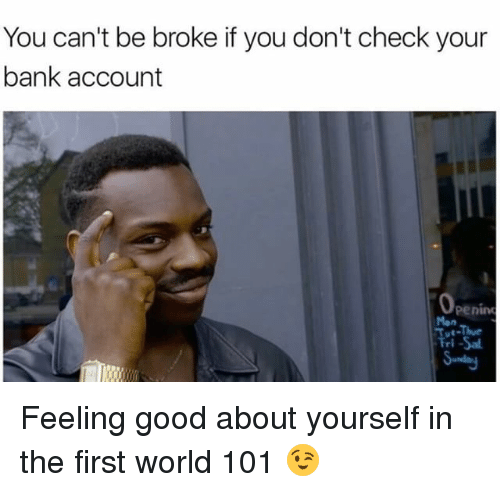 You can't be broke if you don't check your
bank account
Opening
Mon
Tue-Thur
Fri -Sat
Sunday
Feeling good about yourself in
the first world 101 😉